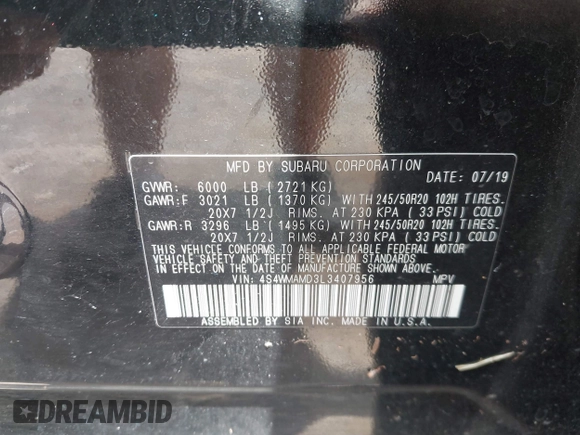 MFD BY SUBARU CORPORATION
DATE: 07/19
GVWR: 6000 LB (2721 KG)
GAWR:F 3021 LB (1370 KG) WITH 245/50R20 102H TIRES.
20X7 1/2J RIMS. AT 230 KPA (33 PSI) COLD
GAWR:R 3296 LB (1495 KG) WITH 245/50R20 102H TIRES.
20X7 1/2J RIMS. AT 230 KPA (33 PSI) COLD
THIS VEHICLE CONFORMS TO ALL APPLICABLE FEDERAL MOTOR
VEHICLE SAFETY AND THEFT PREVENTION STANDARDS
IN EFFECT ON THE DATE OF MANUFACTURE SHOWN ABOVE.
VIN: 4S4WMAMD3L3407956 MPV
ASSEMBLED BY SIA INC. MADE IN U.S.A.
DREAMBID